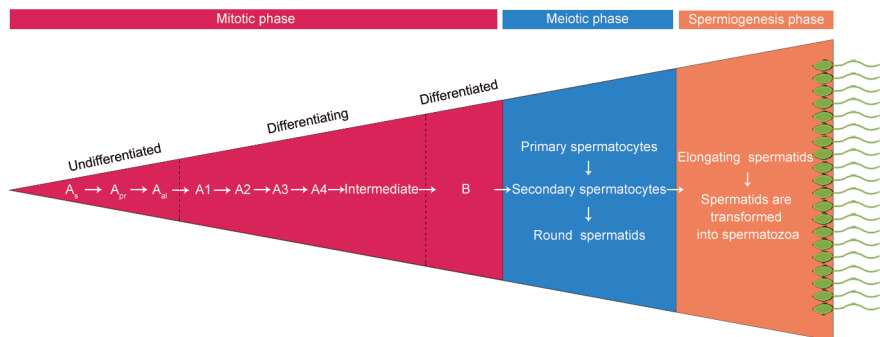 Mitotic phase
Meiotic phase
Spermiogenesis phase
Undifferentiated
Differentiating
Differentiated
As → Apr → Aal → A1 → A2 → A3 → A4 → Intermediate → B →
Primary spermatocytes
↓
Secondary spermatocytes →
↓
Round spermatids
Elongating spermatids
↓
Spermatids are
transformed
into spermatozoa